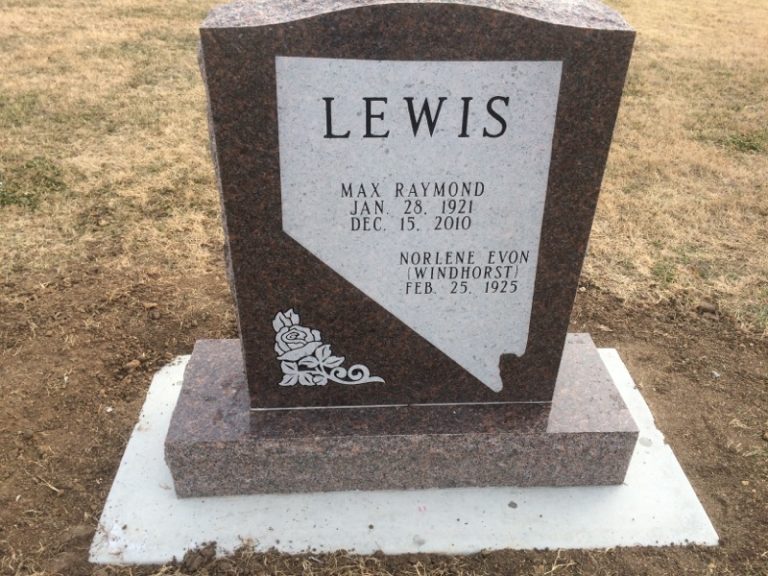 LEWIS
MAX RAYMOND
JAN. 28, 1921
DEC. 15, 2010
NORLENE EVON
(WINDHORST)
FEB. 25, 1925